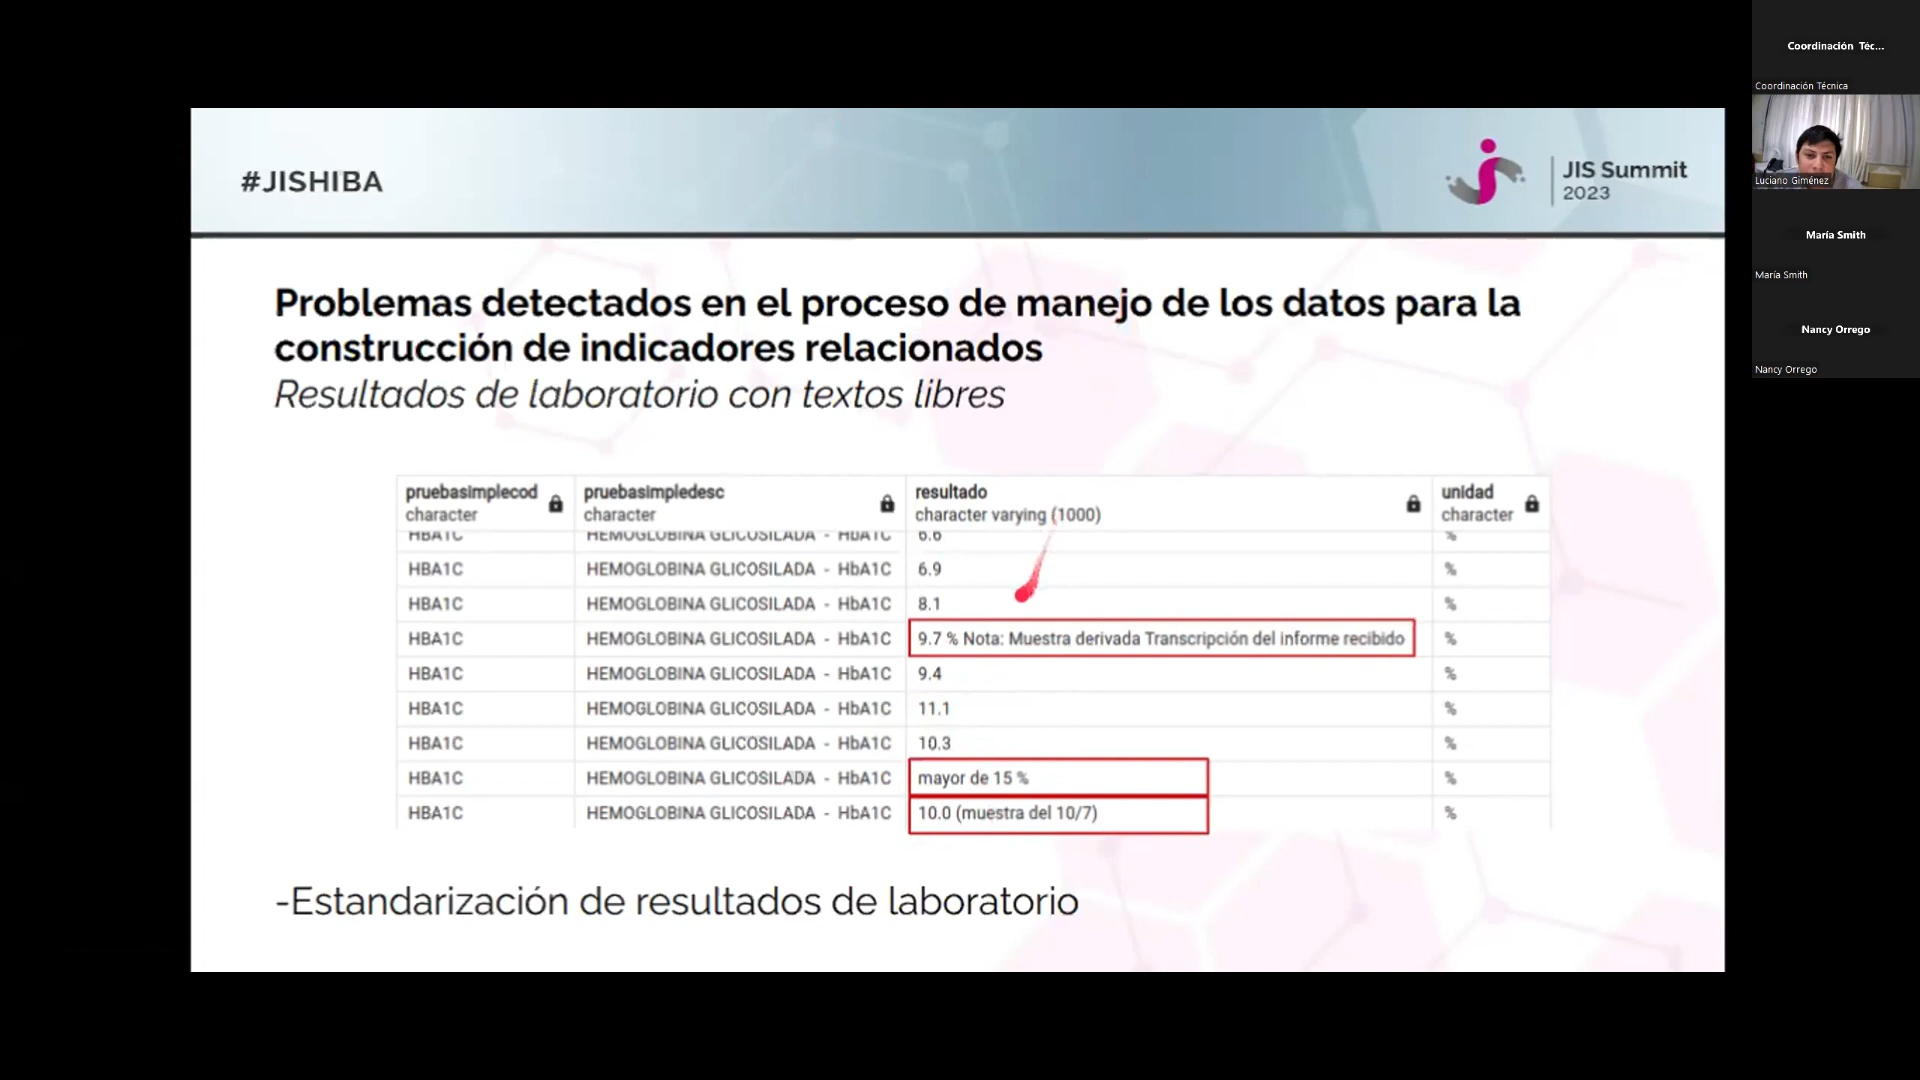 #JISHIBA
JIS Summit
2023
Problemas detectados en el proceso de manejo de los datos para la
construcción de indicadores relacionados
Resultados de laboratorio con textos libres
pruebasimplecod pruebasimpledesc resultado unidad
character character character varying (1000) character
HBA1C HEMOGLOBINA GLICOSILADA - HbA1C 6.6 %
HBA1C HEMOGLOBINA GLICOSILADA - HbA1C 6.9 %
HBA1C HEMOGLOBINA GLICOSILADA - HbA1C 8.1 %
HBA1C HEMOGLOBINA GLICOSILADA - HbA1C 9.7 % Nota: Muestra derivada Transcripción del informe recibido %
HBA1C HEMOGLOBINA GLICOSILADA - HbA1C 9.4 %
HBA1C HEMOGLOBINA GLICOSILADA - HbA1C 11.1 %
HBA1C HEMOGLOBINA GLICOSILADA - HbA1C 10.3 %
HBA1C HEMOGLOBINA GLICOSILADA - HbA1C mayor de 15 % %
HBA1C HEMOGLOBINA GLICOSILADA - HbA1C 10.0 (muestra del 10/7) %
-Estandarización de resultados de laboratorio
Coordinación Téc...
Coordinación Técnica
Luciano Giménez
María Smith
María Smith
Nancy Orrego
Nancy Orrego